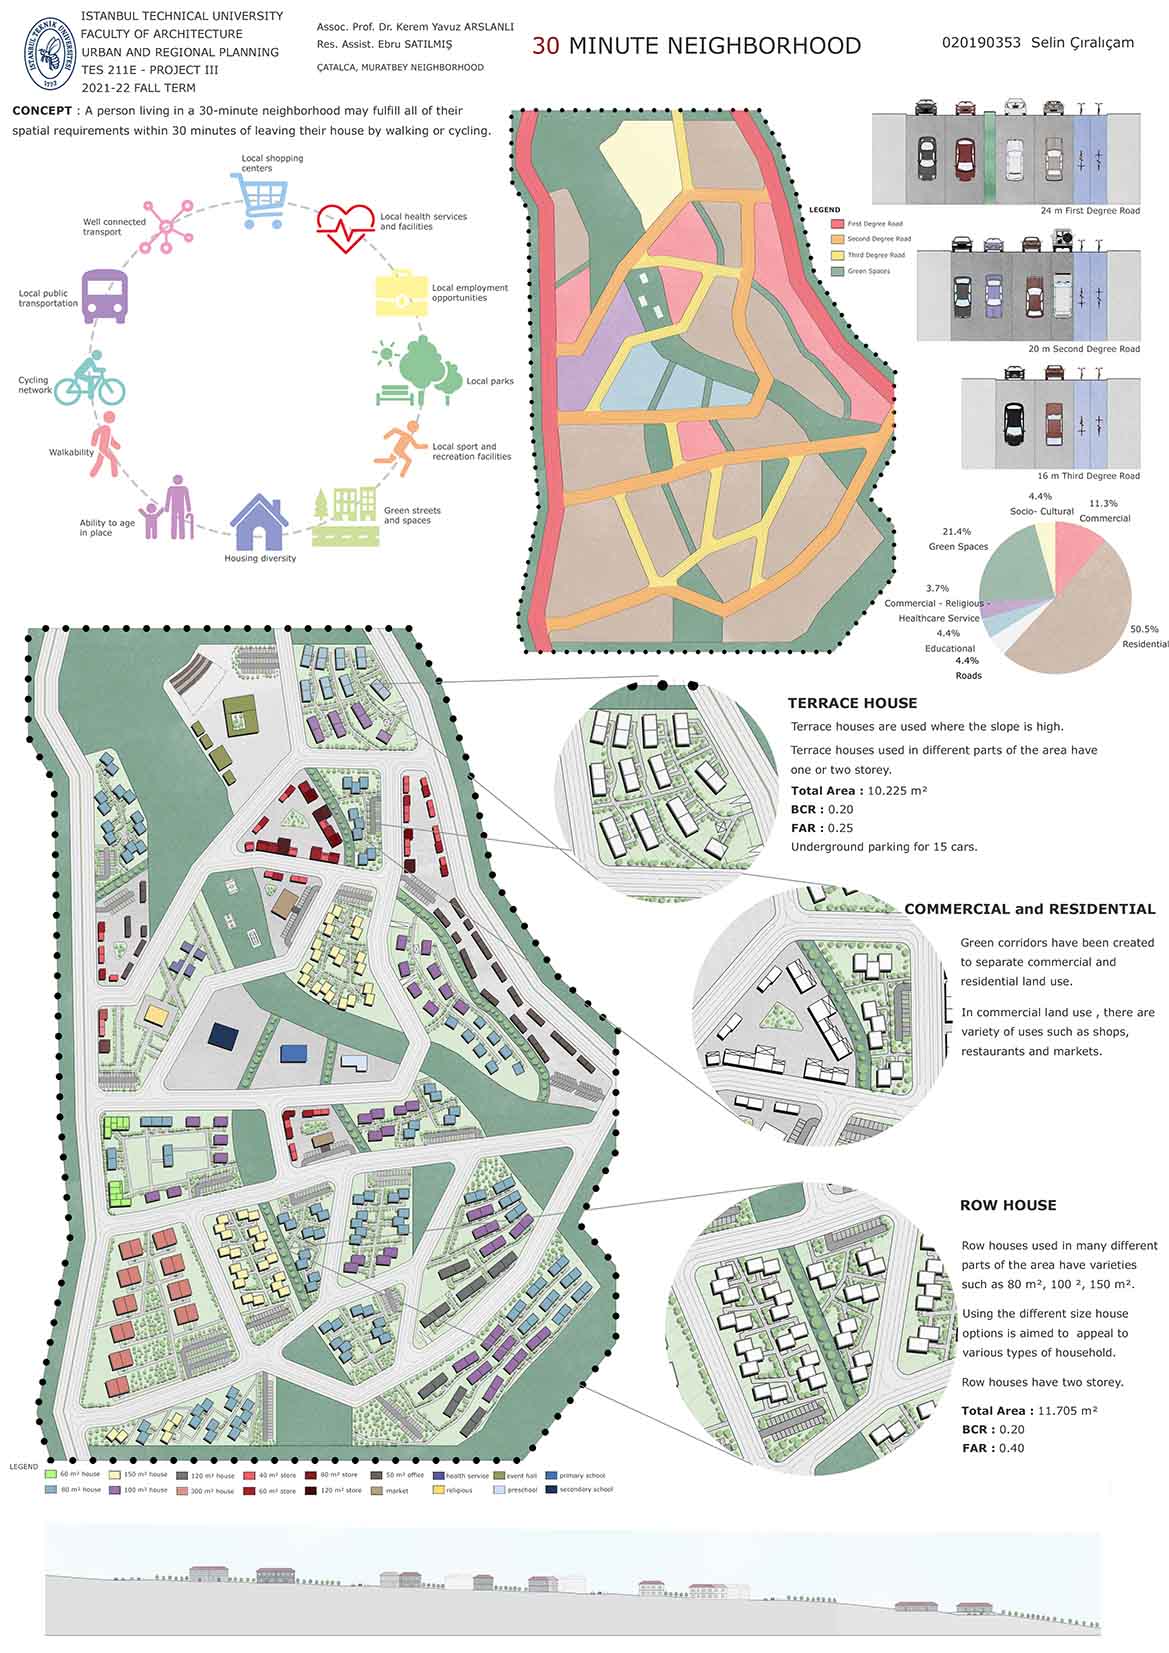 ISTANBUL TECHNICAL UNIVERSITY
FACULTY OF ARCHITECTURE
URBAN AND REGIONAL PLANNING
TES 211E - PROJECT III
2021-22 FALL TERM
Assoc. Prof. Dr. Kerem Yavuz ARSLANLI
Res. Assist. Ebru SATILMIŞ
ÇATALCA, MURATBEY NEIGHBORHOOD
30 MINUTE NEIGHBORHOOD
020190353 Selin Çıralıçam
CONCEPT : A person living in a 30-minute neighborhood may fulfill all of their
spatial requirements within 30 minutes of leaving their house by walking or cycling.
Local shopping
centers
Local health services
and facilities
Local employment
opportunities
Local parks
Local sport and
recreation facilities
Green streets
and spaces
Housing diversity
Ability to age
in place
Walkability
Cycling
network
Local public
transportation
Well connected
transport
LEGEND
First Degree Road
Second Degree Road
Third Degree Road
Green Spaces
24 m First Degree Road
20 m Second Degree Road
16 m Third Degree Road
4.4%
Socio- Cultural
11.3%
Commercial
21.4%
Green Spaces
3.7%
Commercial - Religious -
Healthcare Service
4.4%
Educational
4.4%
Roads
50.5%
Residential
TERRACE HOUSE
Terrace houses are used where the slope is high.
Terrace houses used in different parts of the area have
one or two storey.
Total Area : 10.225 m²
BCR : 0.20
FAR : 0.25
Underground parking for 15 cars.
COMMERCIAL and RESIDENTIAL
Green corridors have been created
to separate commercial and
residential land use.
In commercial land use , there are
variety of uses such as shops,
restaurants and markets.
ROW HOUSE
Row houses used in many different
parts of the area have varieties
such as 80 m², 100 ², 150 m².
Using the different size house
options is aimed to appeal to
various types of household.
Row houses have two storey.
Total Area : 11.705 m²
BCR : 0.20
FAR : 0.40
LEGEND
60 m² house
150 m² house
120 m² house
40 m² store
80 m² store
50 m² office
health service
event hall
primary school
80 m² house
100 m² house
300 m² house
60 m² store
120 m² store
market
religious
preschool
secondary school